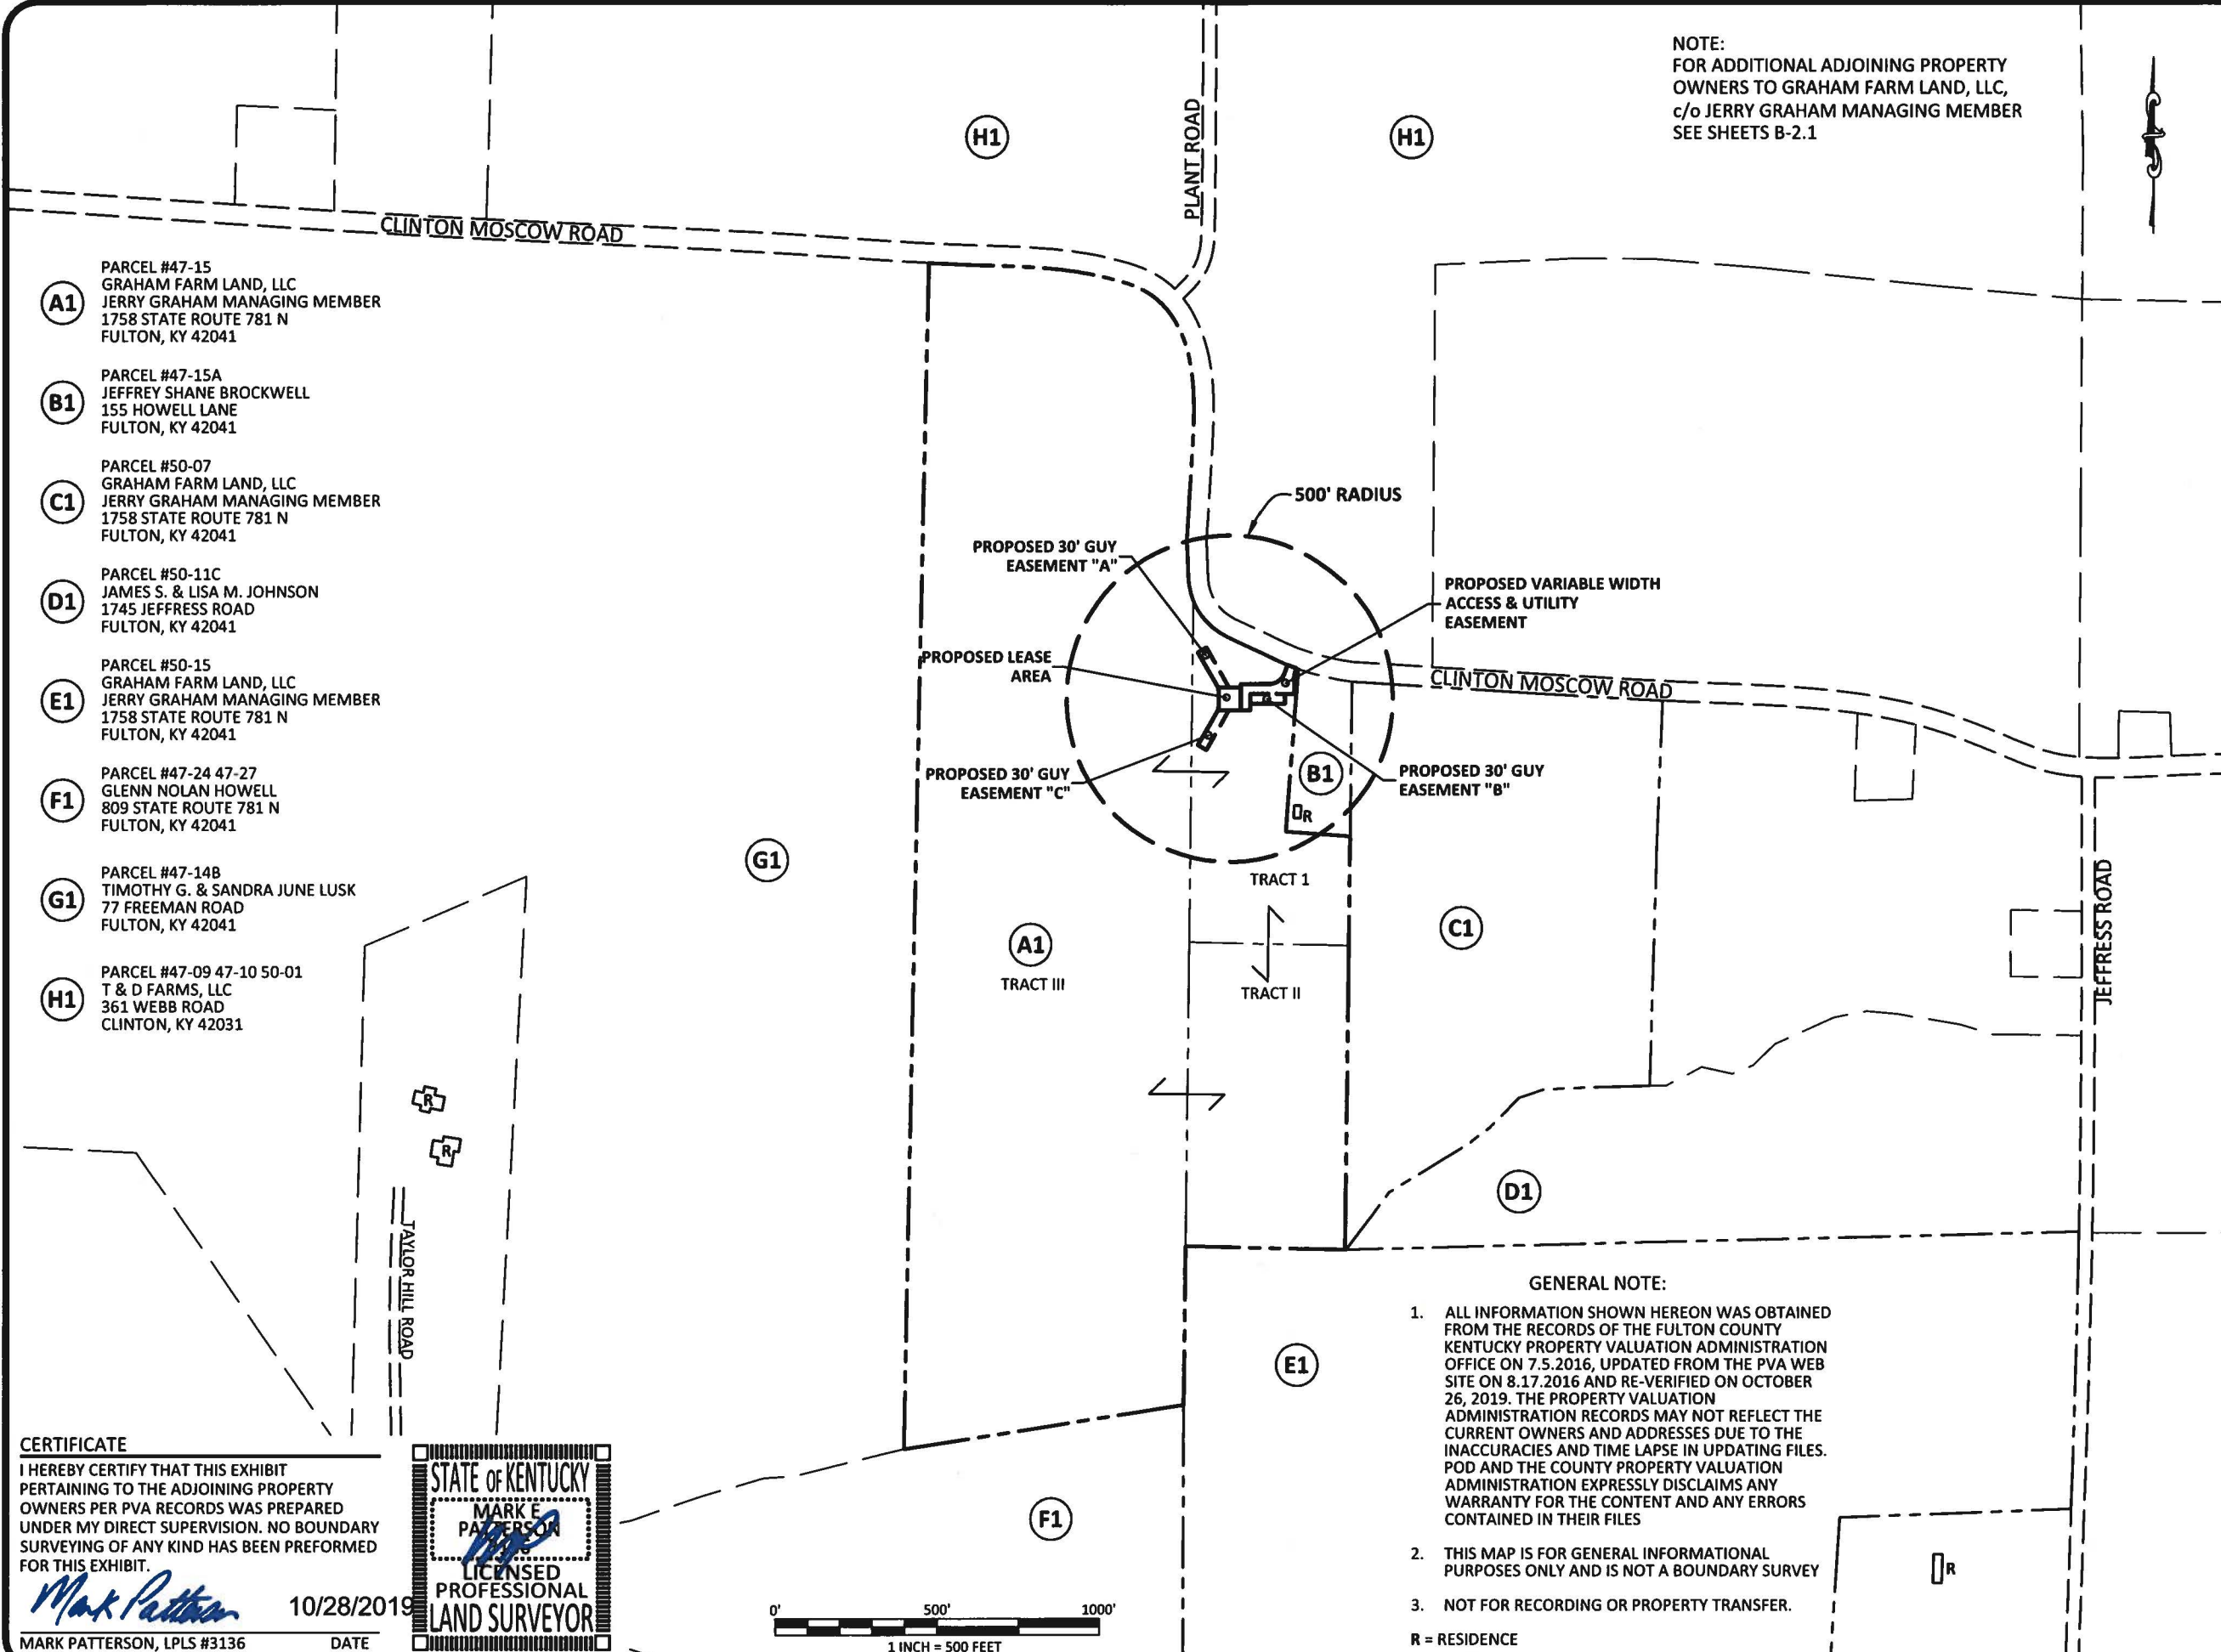 NOTE:
FOR ADDITIONAL ADJOINING PROPERTY
OWNERS TO GRAHAM FARM LAND, LLC,
c/o JERRY GRAHAM MANAGING MEMBER
SEE SHEETS B-2.1
H1
PLANT ROAD
H1
CLINTON MOSCOW ROAD
A1
PARCEL #47-15
GRAHAM FARM LAND, LLC
JERRY GRAHAM MANAGING MEMBER
1758 STATE ROUTE 781 N
FULTON, KY 42041
B1
PARCEL #47-15A
JEFFREY SHANE BROCKWELL
155 HOWELL LANE
FULTON, KY 42041
C1
PARCEL #50-07
GRAHAM FARM LAND, LLC
JERRY GRAHAM MANAGING MEMBER
1758 STATE ROUTE 781 N
FULTON, KY 42041
D1
PARCEL #50-11C
JAMES S. & LISA M. JOHNSON
1745 JEFFRESS ROAD
FULTON, KY 42041
E1
PARCEL #50-15
GRAHAM FARM LAND, LLC
JERRY GRAHAM MANAGING MEMBER
1758 STATE ROUTE 781 N
FULTON, KY 42041
F1
PARCEL #47-24 47-27
GLENN NOLAN HOWELL
809 STATE ROUTE 781 N
FULTON, KY 42041
G1
PARCEL #47-14B
TIMOTHY G. & SANDRA JUNE LUSK
77 FREEMAN ROAD
FULTON, KY 42041
H1
PARCEL #47-09 47-10 50-01
T & D FARMS, LLC
361 WEBB ROAD
CLINTON, KY 42031
500' RADIUS
PROPOSED 30' GUY
EASEMENT "A"
PROPOSED VARIABLE WIDTH
ACCESS & UTILITY
EASEMENT
PROPOSED LEASE
AREA
CLINTON MOSCOW ROAD
PROPOSED 30' GUY
EASEMENT "C"
B1
PROPOSED 30' GUY
EASEMENT "B"
R
G1
TRACT 1
JEFFRESS ROAD
A1
TRACT III
C1
TRACT II
R
R
TAYLOR HILL ROAD
D1
E1
F1
GENERAL NOTE:
1. ALL INFORMATION SHOWN HEREON WAS OBTAINED
FROM THE RECORDS OF THE FULTON COUNTY
KENTUCKY PROPERTY VALUATION ADMINISTRATION
OFFICE ON 7.5.2016, UPDATED FROM THE PVA WEB
SITE ON 8.17.2016 AND RE-VERIFIED ON OCTOBER
26, 2019. THE PROPERTY VALUATION
ADMINISTRATION RECORDS MAY NOT REFLECT THE
CURRENT OWNERS AND ADDRESSES DUE TO THE
INACCURACIES AND TIME LAPSE IN UPDATING FILES.
POD AND THE COUNTY PROPERTY VALUATION
ADMINISTRATION EXPRESSLY DISCLAIMS ANY
WARRANTY FOR THE CONTENT AND ANY ERRORS
CONTAINED IN THEIR FILES
2. THIS MAP IS FOR GENERAL INFORMATIONAL
PURPOSES ONLY AND IS NOT A BOUNDARY SURVEY
3. NOT FOR RECORDING OR PROPERTY TRANSFER.
R = RESIDENCE
R
CERTIFICATE
I HEREBY CERTIFY THAT THIS EXHIBIT
PERTAINING TO THE ADJOINING PROPERTY
OWNERS PER PVA RECORDS WAS PREPARED
UNDER MY DIRECT SUPERVISION. NO BOUNDARY
SURVEYING OF ANY KIND HAS BEEN PREFORMED
FOR THIS EXHIBIT.
Mark Patterson 10/28/2019
MARK PATTERSON, LPLS #3136 DATE
STATE OF KENTUCKY
MARK E.
PATTERSON
LICENSED
PROFESSIONAL
LAND SURVEYOR
0' 500' 1000'
1 INCH = 500 FEET